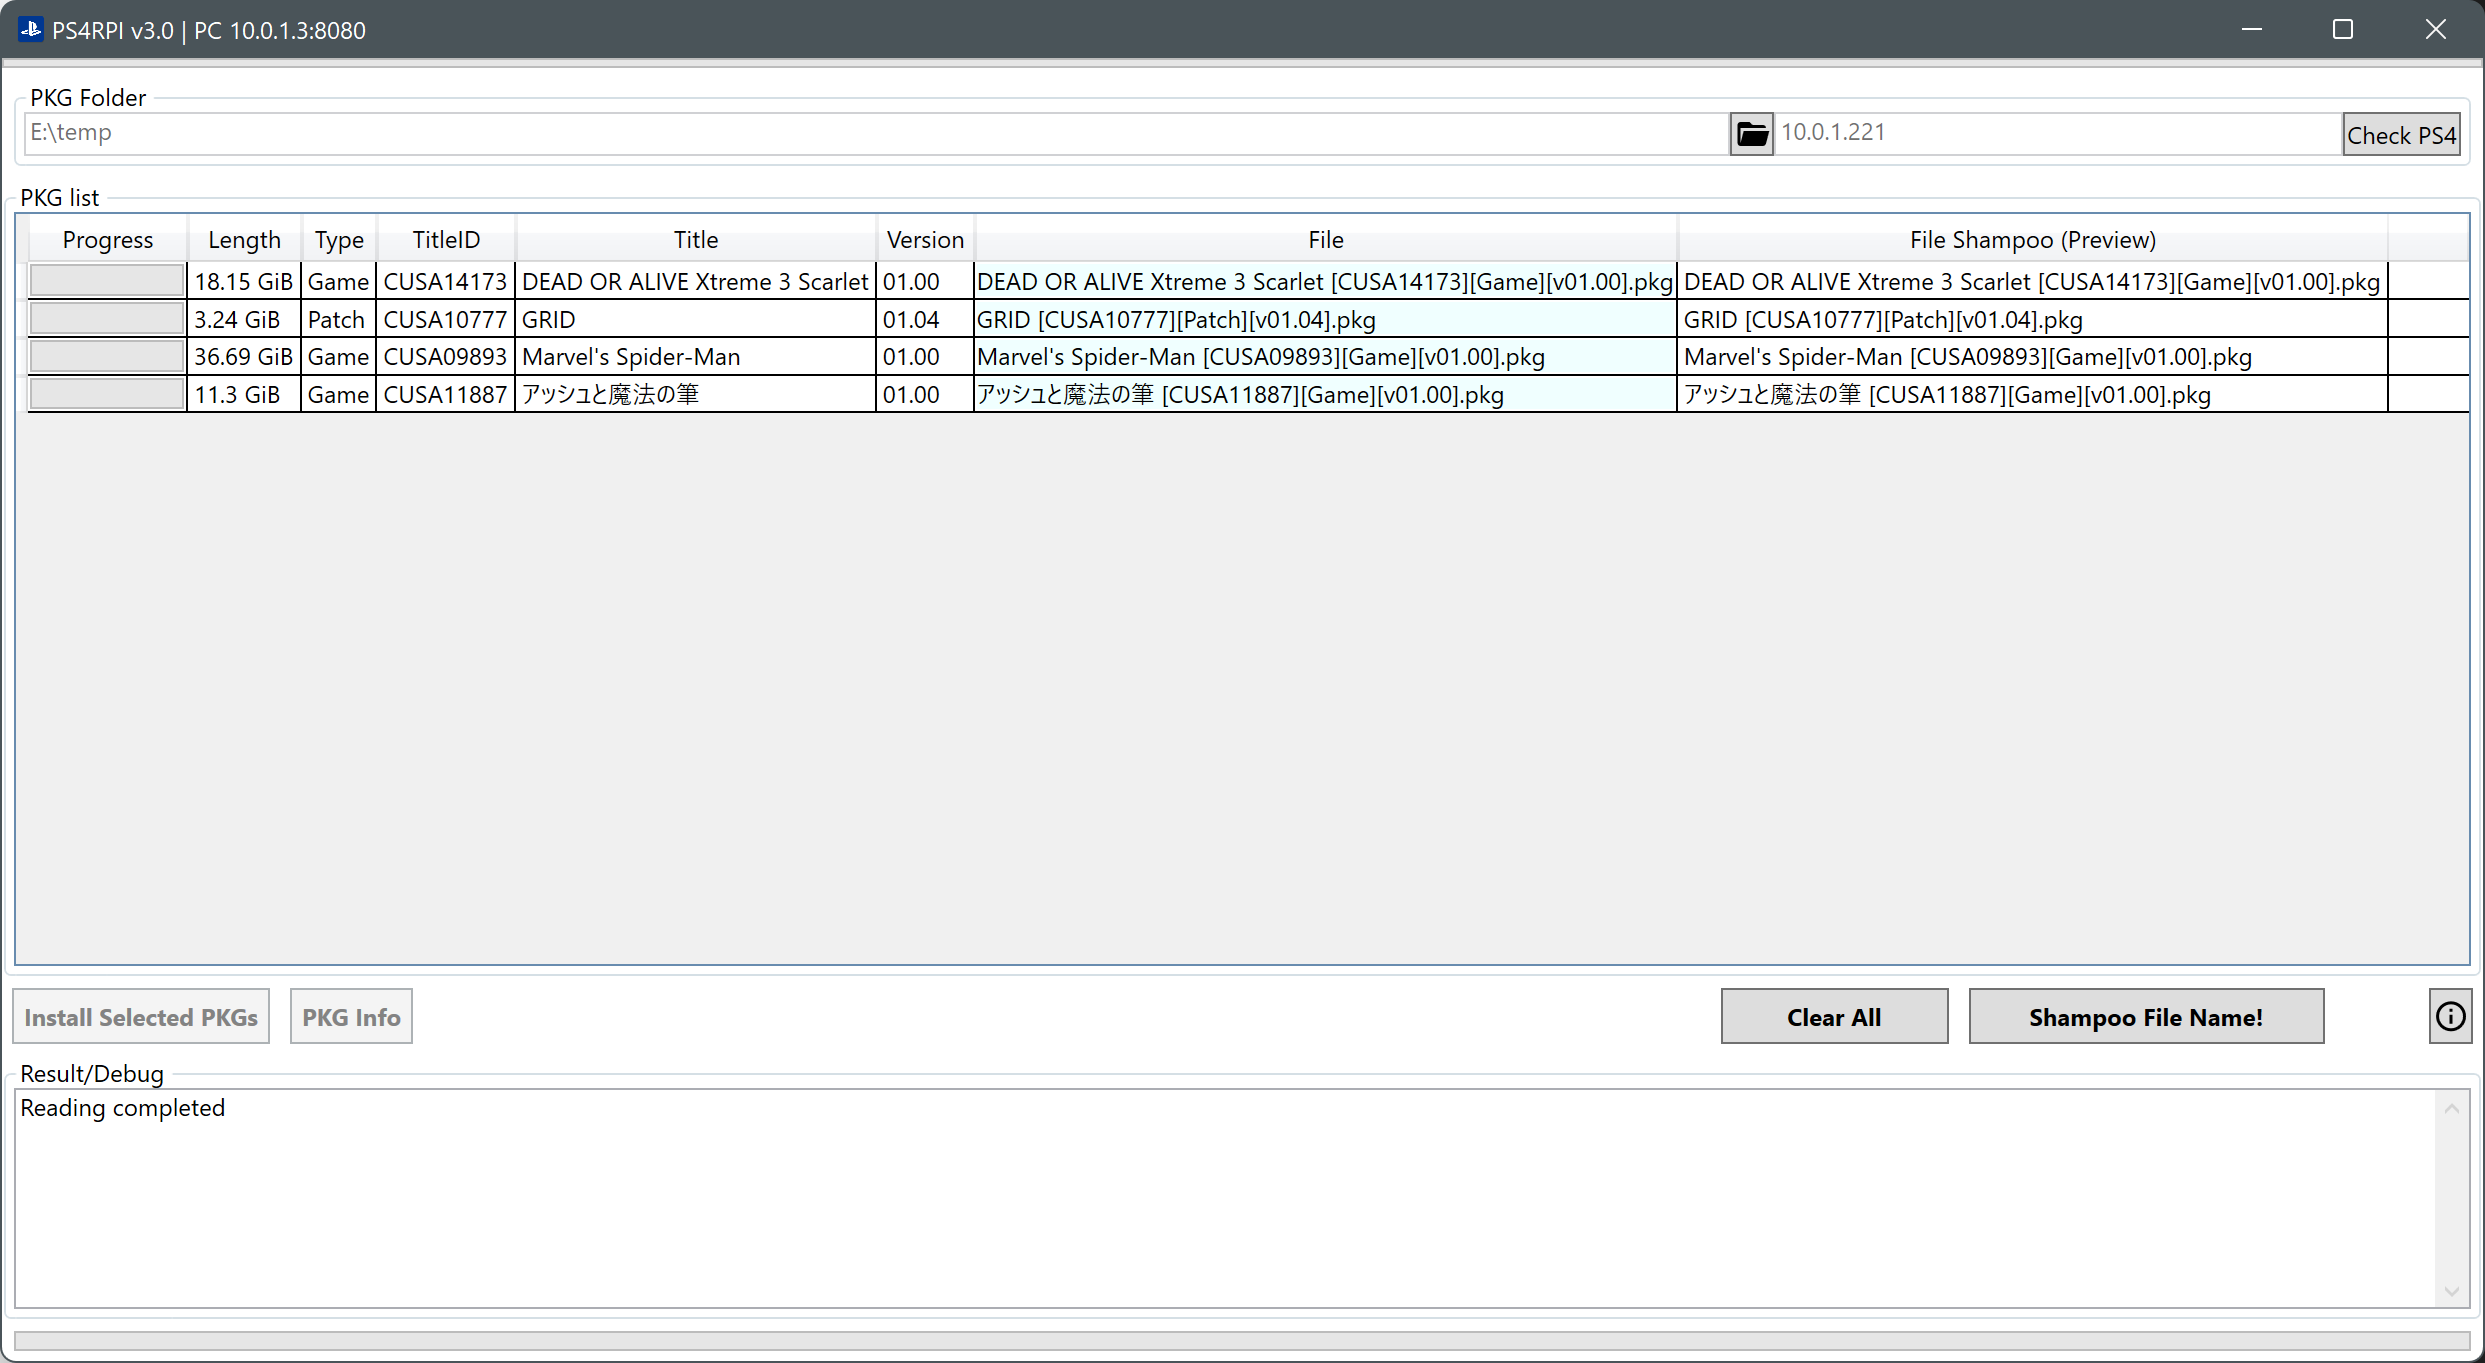 PS4RPI v3.0 | PC 10.0.1.3:8080
PKG Folder
E:\temp 10.0.1.221 Check PS4
PKG list
Progress Length Type TitleID Title Version File File Shampoo (Preview)
18.15 GiB Game CUSA14173 DEAD OR ALIVE Xtreme 3 Scarlet 01.00 DEAD OR ALIVE Xtreme 3 Scarlet [CUSA14173][Game][v01.00].pkg DEAD OR ALIVE Xtreme 3 Scarlet [CUSA14173][Game][v01.00].pkg
3.24 GiB Patch CUSA10777 GRID 01.04 GRID [CUSA10777][Patch][v01.04].pkg GRID [CUSA10777][Patch][v01.04].pkg
36.69 GiB Game CUSA09893 Marvel's Spider-Man 01.00 Marvel's Spider-Man [CUSA09893][Game][v01.00].pkg Marvel's Spider-Man [CUSA09893][Game][v01.00].pkg
11.3 GiB Game CUSA11887 アッシュと魔法の筆 01.00 アッシュと魔法の筆 [CUSA11887][Game][v01.00].pkg アッシュと魔法の筆 [CUSA11887][Game][v01.00].pkg
Install Selected PKGs PKG Info Clear All Shampoo File Name!
Result/Debug
Reading completed